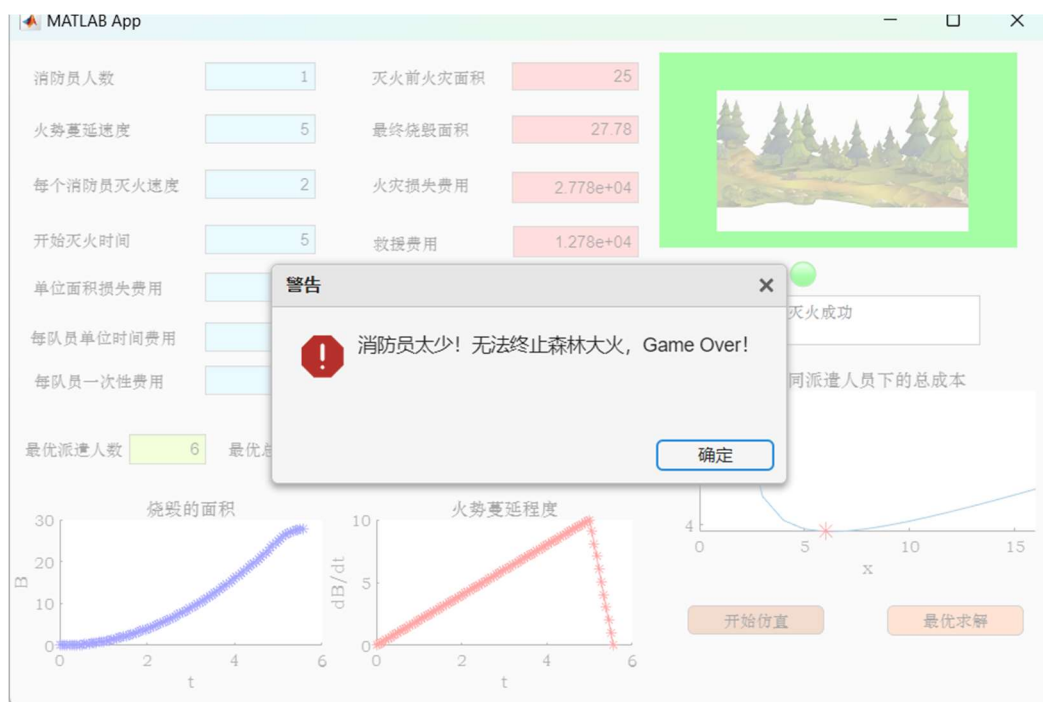 MATLAB App
消防员人数 1 灭火前火灾面积 25
火势蔓延速度 5 最终烧毁面积 27.78
每个消防员灭火速度 2 火灾损失费用 2.778e+04
开始灭火时间 5 救援费用 1.278e+04
单位面积损失费用
警告
消防员太少！无法终止森林大火，Game Over！
确定
灭火成功
每队员单位时间费用
每队员一次性费用
同派遣人员下的总成本
最优派遣人数 6 最优总
烧毁的面积
30
20
10
0
B
0 2 4 6
t
火势蔓延程度
10
5
0
dB/dt
0 2 4 6
t
4
0 5 10 15
x
开始仿真 最优求解